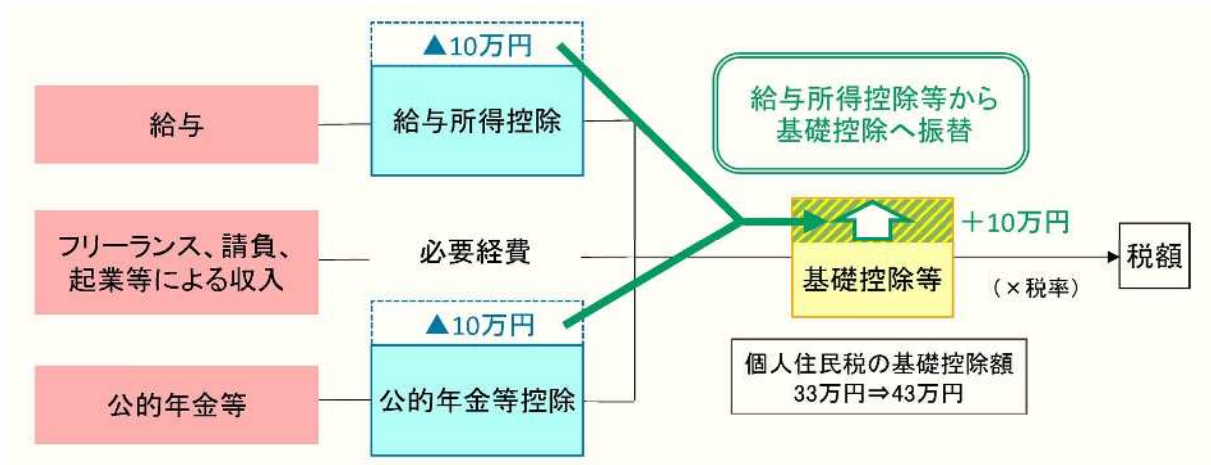 ▲10万円
給与
給与所得控除
給与所得控除等から
基礎控除へ振替
フリーランス、請負、
起業等による収入
必要経費
＋10万円
基礎控除等
（×税率）
税額
▲10万円
公的年金等
公的年金等控除
個人住民税の基礎控除額
33万円⇒43万円